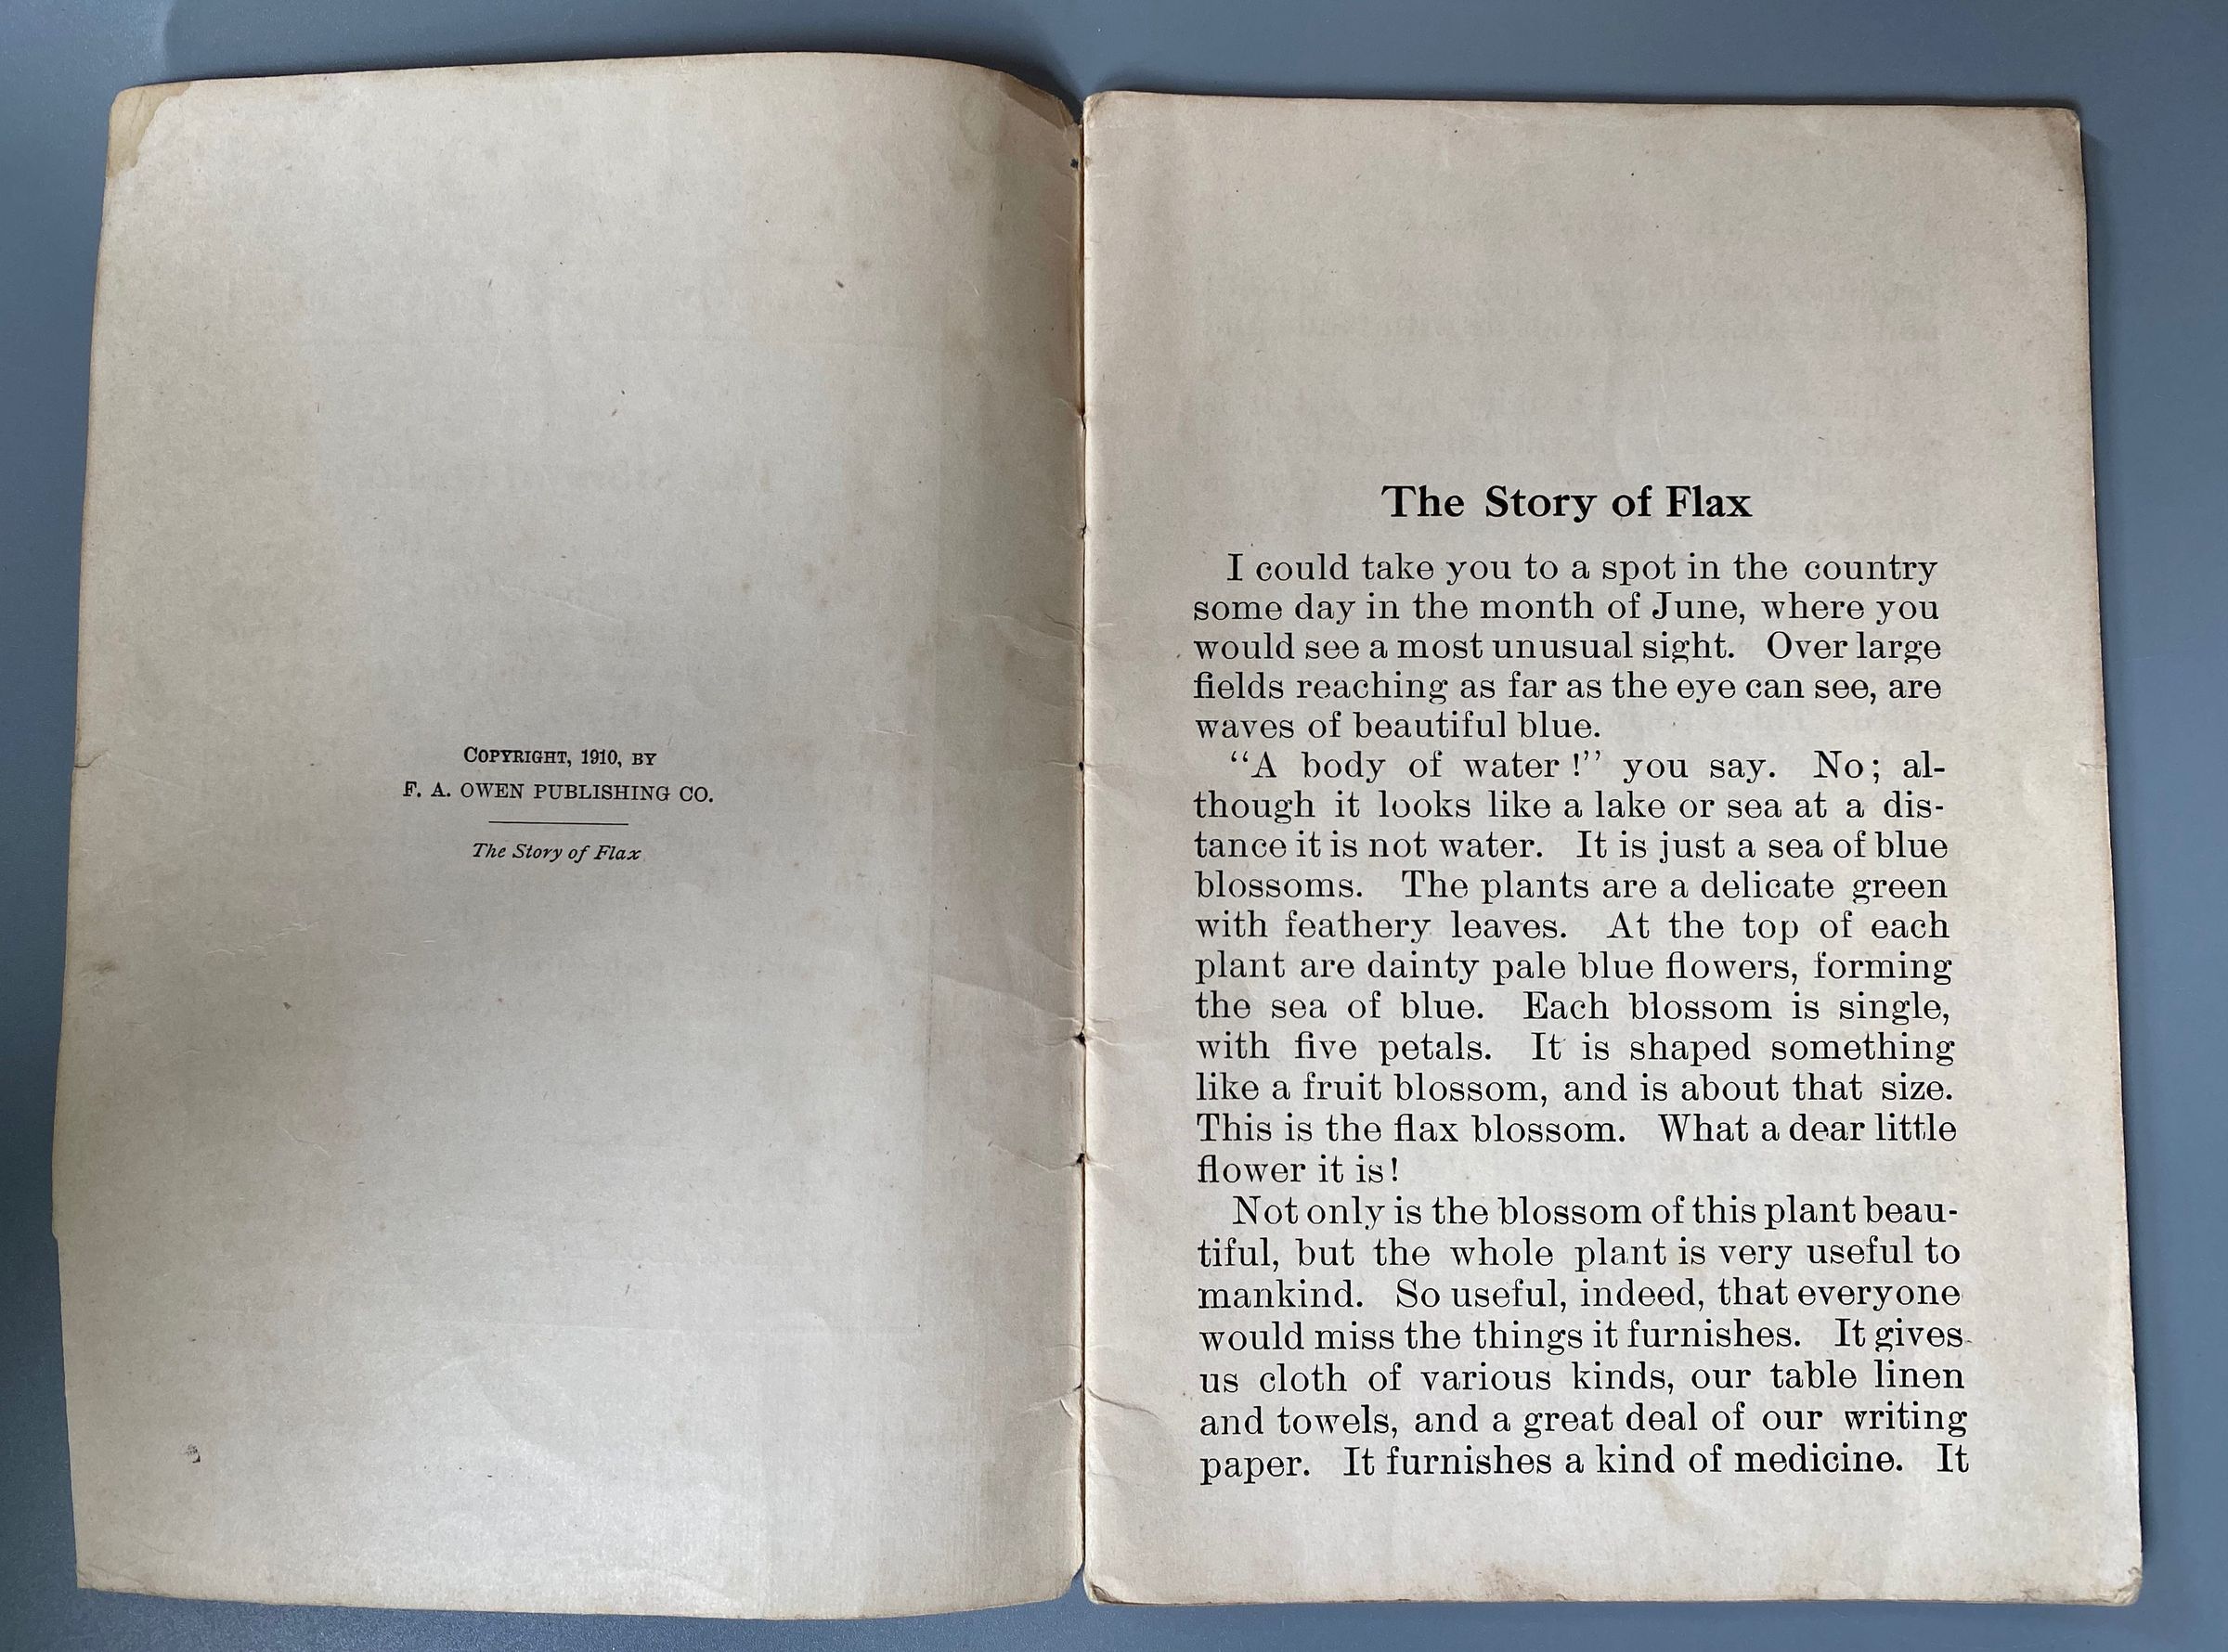 COPYRIGHT, 1910, BY
F. A. OWEN PUBLISHING CO.
The Story of Flax
The Story of Flax
I could take you to a spot in the country
some day in the month of June, where you
would see a most unusual sight. Over large
fields reaching as far as the eye can see, are
waves of beautiful blue.
“A body of water!” you say. No; al-
though it looks like a lake or sea at a dis-
tance it is not water. It is just a sea of blue
blossoms. The plants are a delicate green
with feathery leaves. At the top of each
plant are dainty pale blue flowers, forming
the sea of blue. Each blossom is single,
with five petals. It is shaped something
like a fruit blossom, and is about that size.
This is the flax blossom. What a dear little
flower it is!
Not only is the blossom of this plant beau-
tiful, but the whole plant is very useful to
mankind. So useful, indeed, that everyone
would miss the things it furnishes. It gives
us cloth of various kinds, our table linen
and towels, and a great deal of our writing
paper. It furnishes a kind of medicine. It